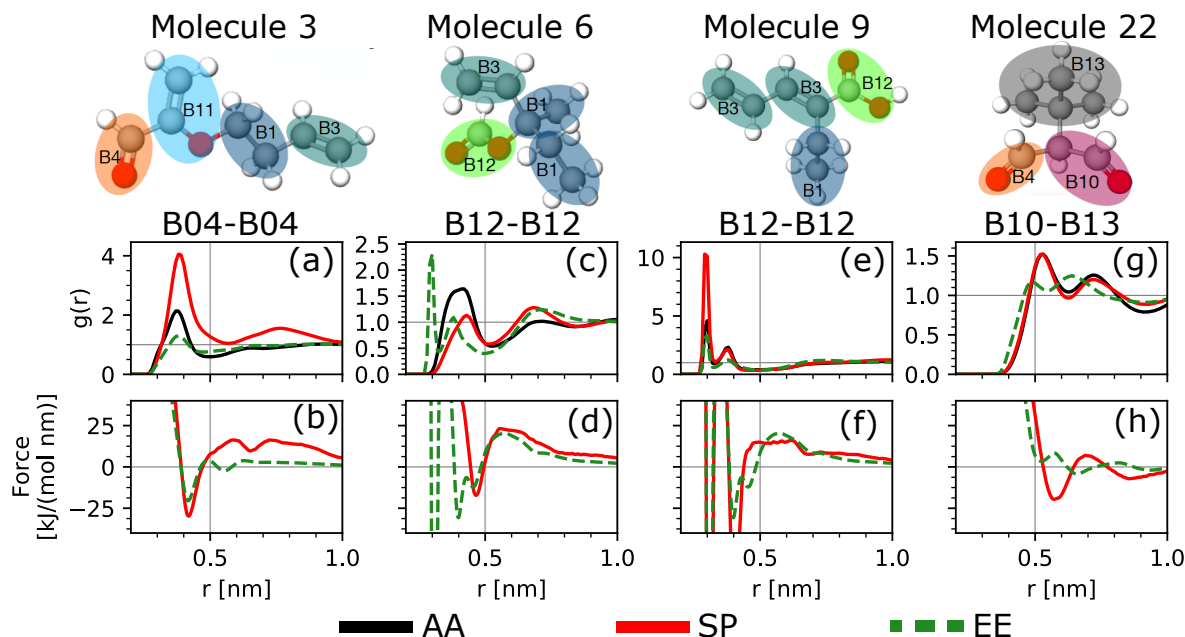 Molecule 3 Molecule 6 Molecule 9 Molecule 22
B4 B11 B1 B3
B3 B1 B12 B1
B3 B3 B12 B1
B13 B4 B10
B04-B04 B12-B12 B12-B12 B10-B13
(a) (c) (e) (g)
g(r)
4
2
0
2.5
2.0
1.5
1.0
0.5
0.0
10
5
0
1.5
1.0
0.5
0.0
(b) (d) (f) (h)
Force
[kJ/(mol nm)]
25
0
−25
0.5 1.0 0.5 1.0 0.5 1.0 0.5 1.0
r [nm] r [nm] r [nm] r [nm]
AA SP EE